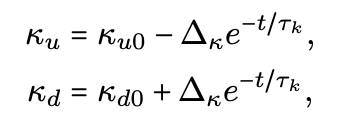 κ_u = κ_{u0} − Δ_κ e^{−t/τ_k},
κ_d = κ_{d0} + Δ_κ e^{−t/τ_k},